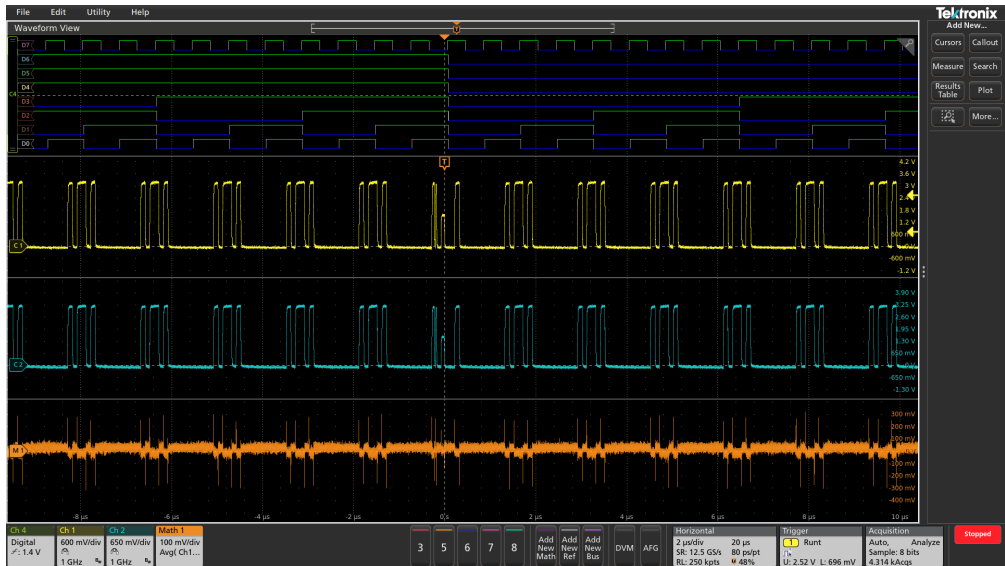 File Edit Utility Help
Tektronix
Waveform View
Add New...
Cursors Callout
Measure Search
Results Table Plot
More...
D7
D6
D5
D4
C4
D3
D2
D1
D0
T
4.2 V
3.6 V
3 V
1.8 V
1.2 V
C1
-600 mV
-1.2 V
3.90 V
3.25 V
2.60 V
1.95 V
1.30 V
650 mV
C2
-650 mV
-1.30 V
300 mV
200 mV
100 mV
M1
-100 mV
-200 mV
-300 mV
-400 mV
-8 µs -6 µs -4 µs -2 µs 0 s 2 µs 4 µs 6 µs 8 µs 10 µs
Ch 4
Digital
: 1.4 V
Ch 1
600 mV/div
1 GHz
Ch 2
650 mV/div
1 GHz
Math 1
100 mV/div
Avg( Ch1...
3 5 6 7 8
Add New Math
Add New Ref
Add New Bus
DVM AFG
Horizontal
2 µs/div 20 µs
SR: 12.5 GS/s 80 ps/pt
RL: 250 kpts 48%
Trigger
1 Runt
U: 2.52 V L: 696 mV
Acquisition
Auto, Analyze
Sample: 8 bits
4.314 kAcqs
Stopped